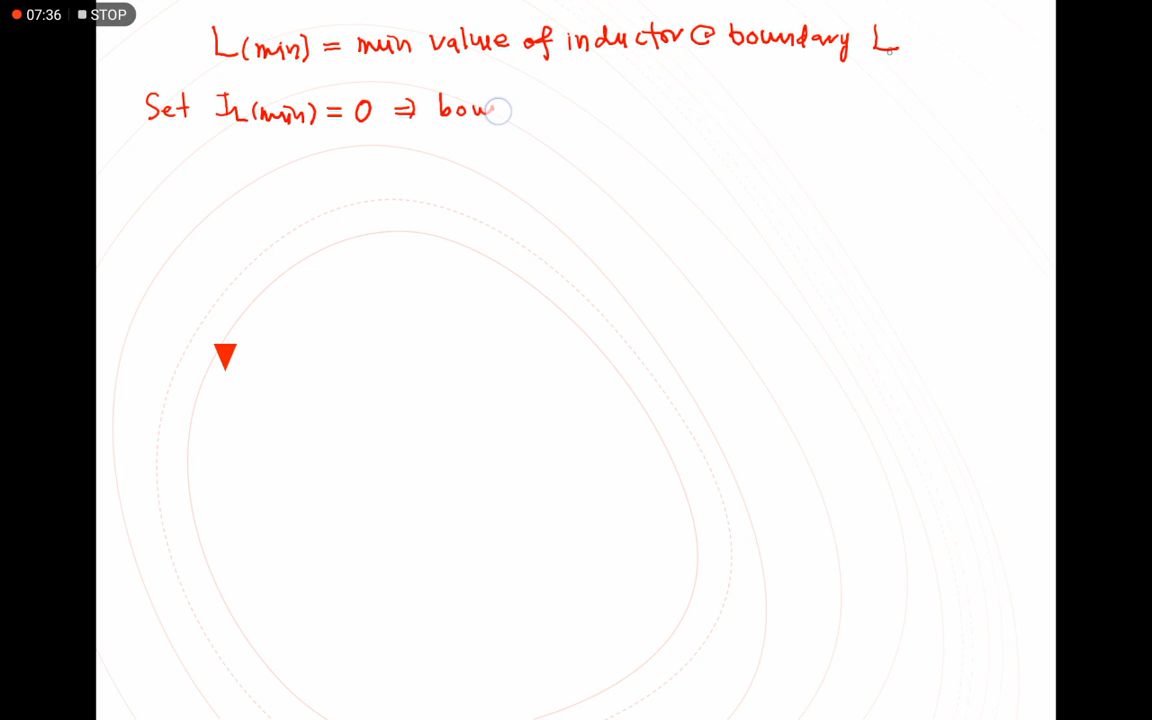 07:36 STOP
L(min) = min value of inductor @ boundary L
Set IL(min) = 0 ⇒ bou